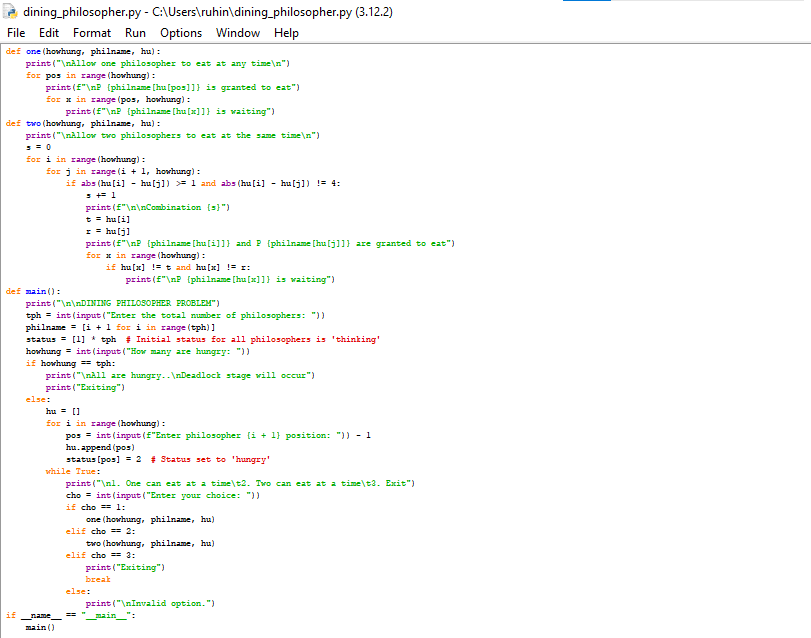 dining_philosopher.py - C:\Users\ruhin\dining_philosopher.py (3.12.2)
File Edit Format Run Options Window Help
def one(howhung, philname, hu):
    print("\nAllow one philosopher to eat at any time\n")
    for pos in range(howhung):
        print(f"\nP {philname[hu[pos]]} is granted to eat")
        for x in range(pos, howhung):
            print(f"\nP {philname[hu[x]]} is waiting")
def two(howhung, philname, hu):
    print("\nAllow two philosophers to eat at the same time\n")
    s = 0
    for i in range(howhung):
        for j in range(i + 1, howhung):
            if abs(hu[i] - hu[j]) >= 1 and abs(hu[i] - hu[j]) != 4:
                s += 1
                print(f"\n\nCombination {s}")
                t = hu[i]
                r = hu[j]
                print(f"\nP {philname[hu[i]]} and P {philname[hu[j]]} are granted to eat")
                for x in range(howhung):
                    if hu[x] != t and hu[x] != r:
                        print(f"\nP {philname[hu[x]]} is waiting")
def main():
    print("\n\nDINING PHILOSOPHER PROBLEM")
    tph = int(input("Enter the total number of philosophers: "))
    philname = [i + 1 for i in range(tph)]
    status = [1] * tph  # Initial status for all philosophers is 'thinking'
    howhung = int(input("How many are hungry: "))
    if howhung == tph:
        print("\nAll are hungry..\nDeadlock stage will occur")
        print("Exiting")
    else:
        hu = []
        for i in range(howhung):
            pos = int(input(f"Enter philosopher {i + 1} position: ")) - 1
            hu.append(pos)
            status[pos] = 2  # Status set to 'hungry'
        while True:
            print("\n1. One can eat at a time\t2. Two can eat at a time\t3. Exit")
            cho = int(input("Enter your choice: "))
            if cho == 1:
                one(howhung, philname, hu)
            elif cho == 2:
                two(howhung, philname, hu)
            elif cho == 3:
                print("Exiting")
                break
            else:
                print("\nInvalid option.")
if __name__ == "__main__":
    main()